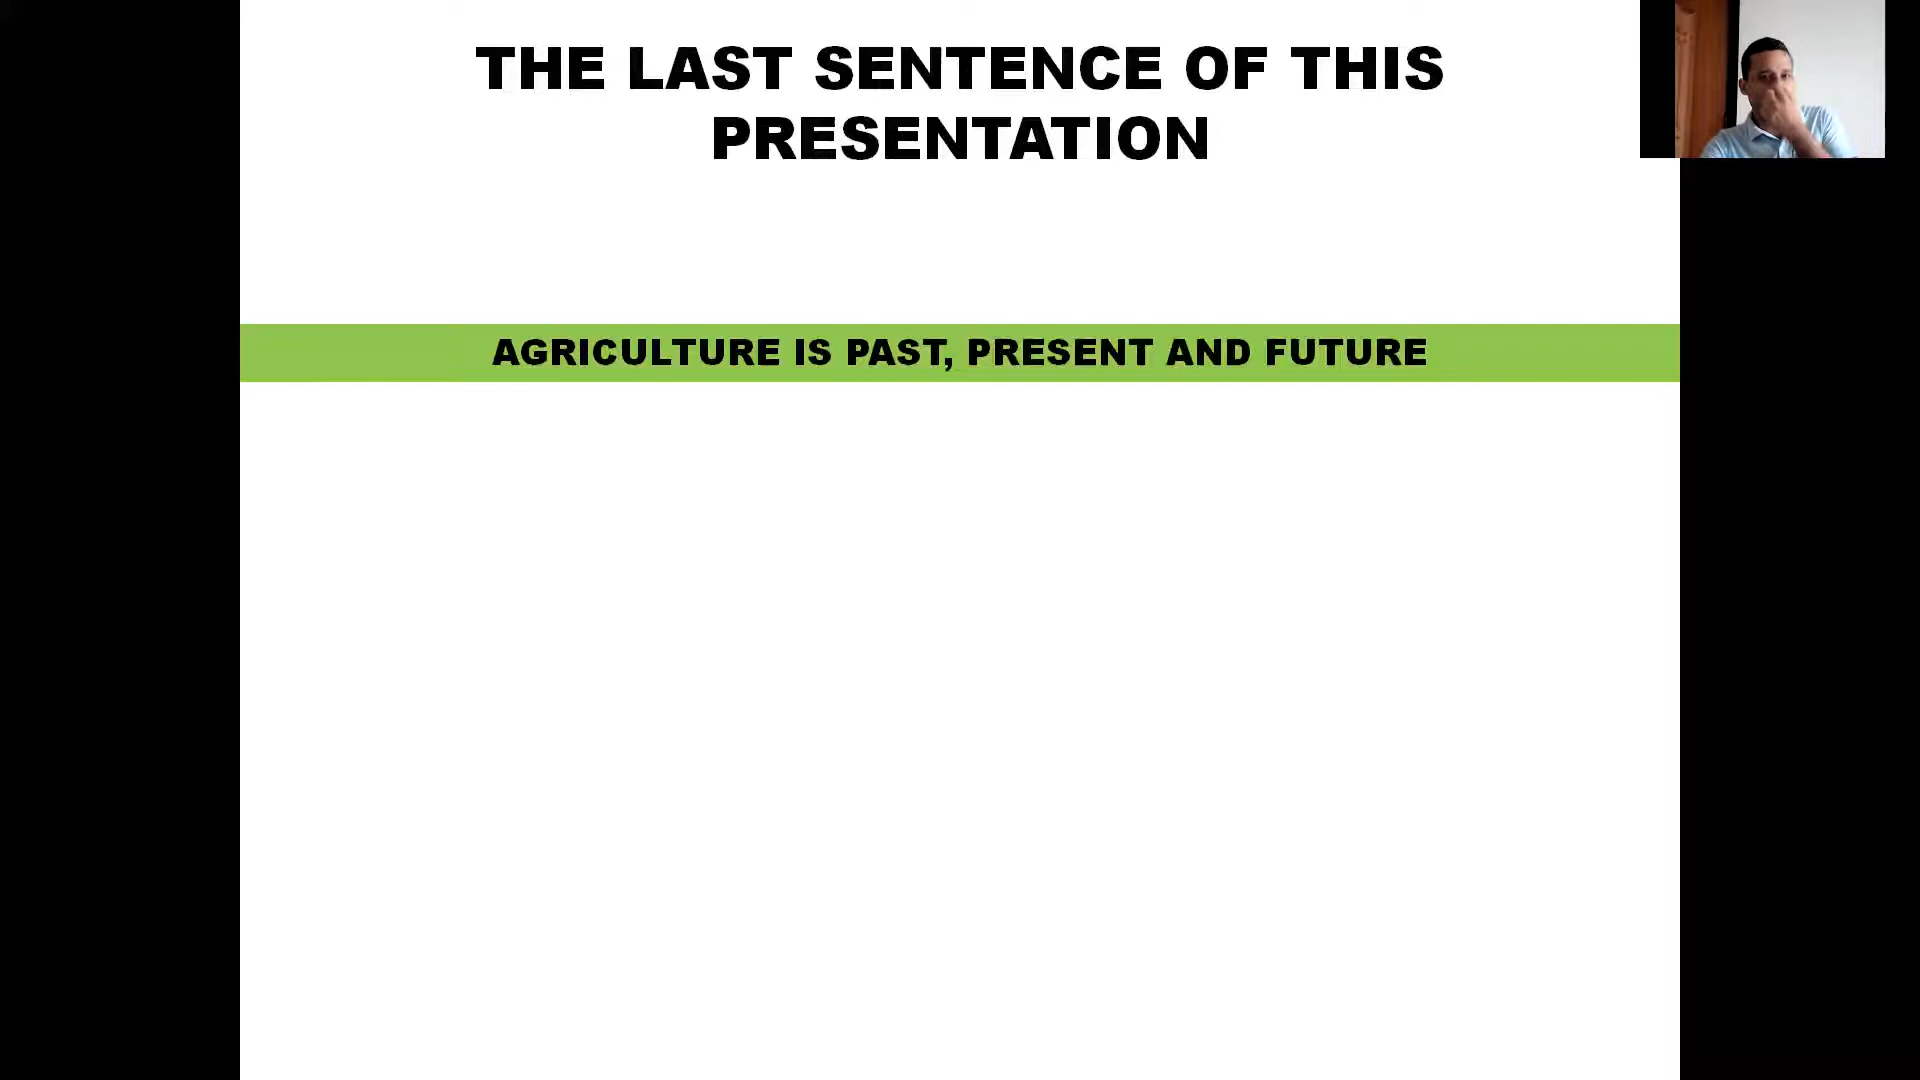 THE LAST SENTENCE OF THIS
PRESENTATION
AGRICULTURE IS PAST, PRESENT AND FUTURE